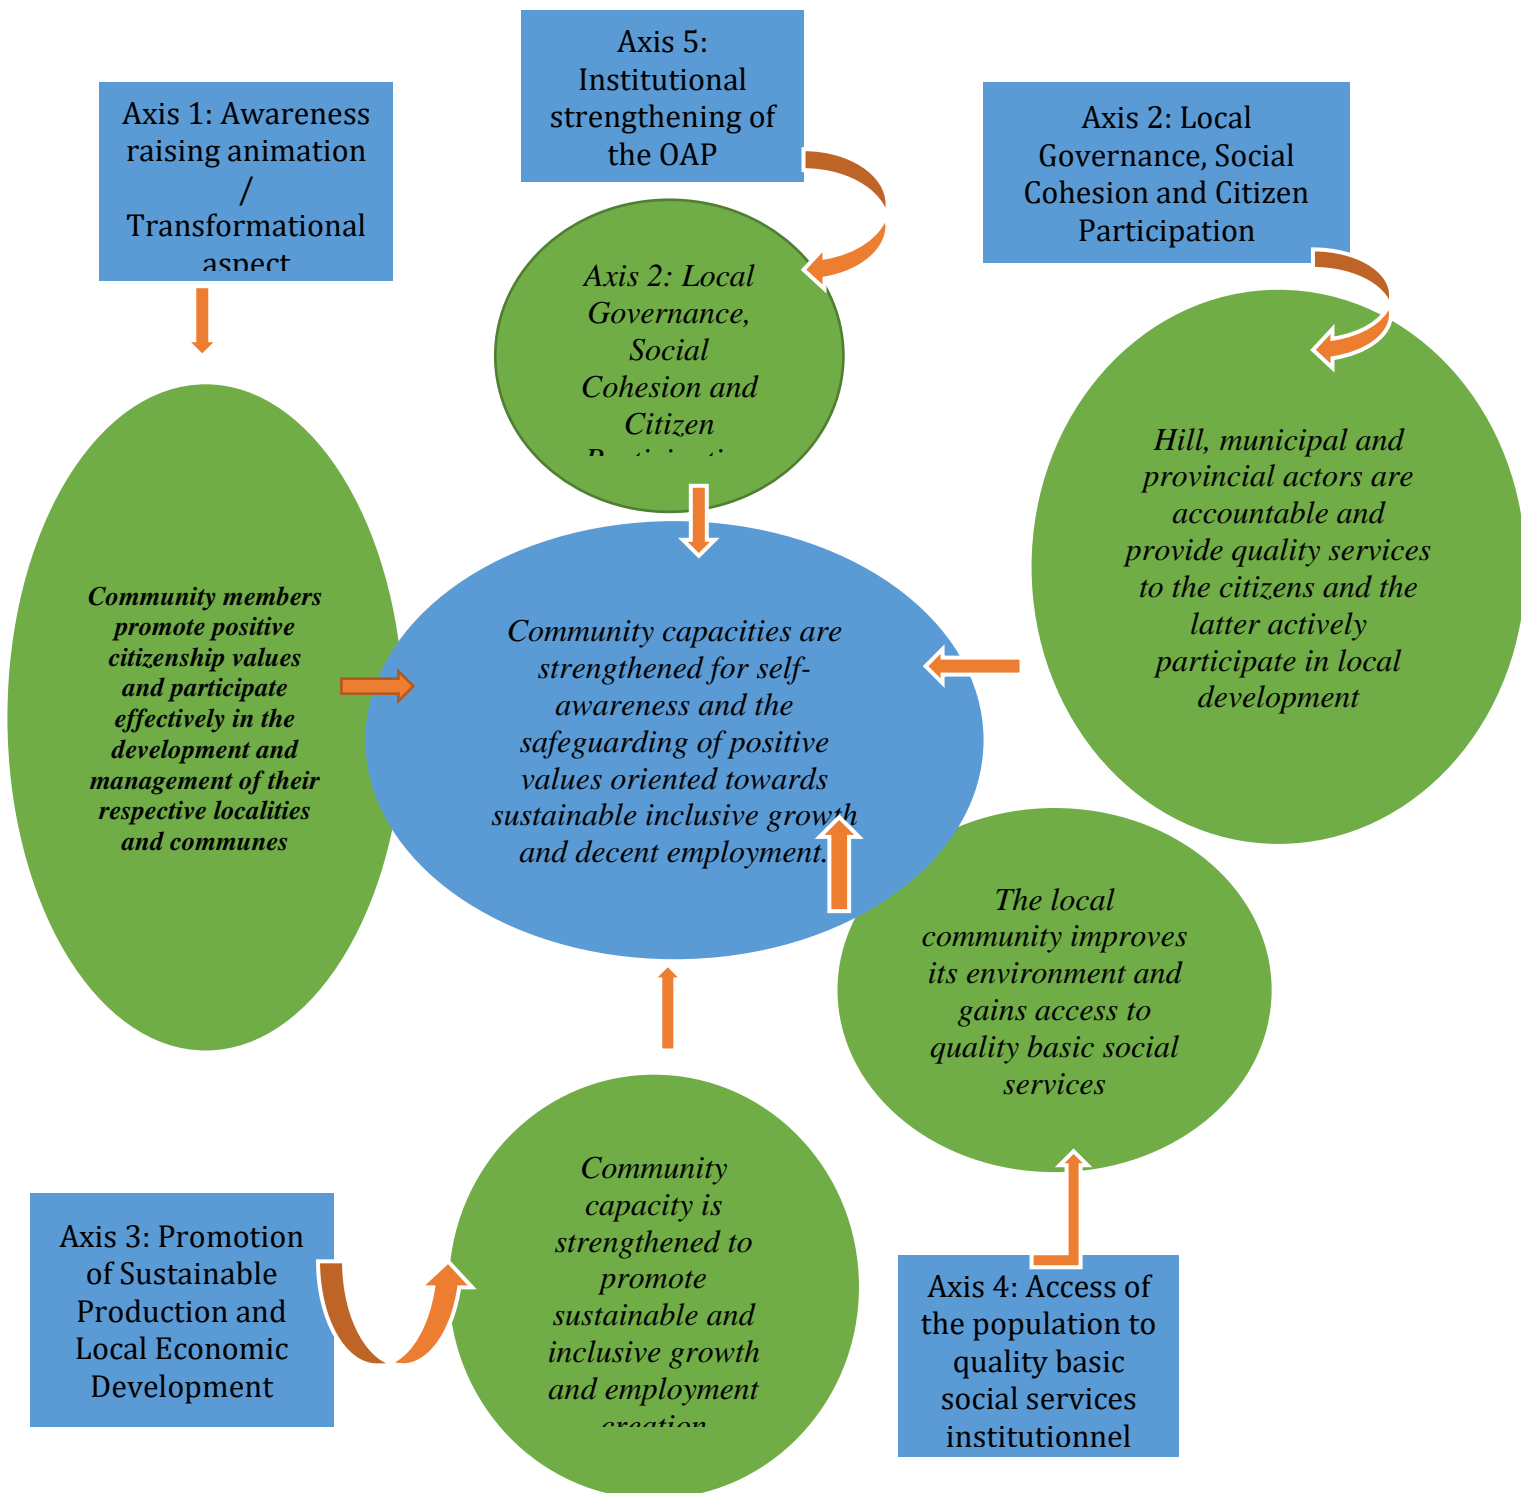 Axis 5:
Institutional
strengthening of
the OAP
Axis 1: Awareness
raising animation
/
Transformational
aspect
Axis 2: Local
Governance, Social
Cohesion and Citizen
Participation
Axis 2: Local
Governance,
Social
Cohesion and
Citizen
Participation
Hill, municipal and
provincial actors are
accountable and
provide quality services
to the citizens and the
latter actively
participate in local
development
Community members
promote positive
citizenship values
and participate
effectively in the
development and
management of their
respective localities
and communes
Community capacities are
strengthened for self-
awareness and the
safeguarding of positive
values oriented towards
sustainable inclusive growth
and decent employment.
The local
community improves
its environment and
gains access to
quality basic social
services
Community
capacity is
strengthened to
promote
sustainable and
inclusive growth
and employment
creation
Axis 3: Promotion
of Sustainable
Production and
Local Economic
Development
Axis 4: Access of
the population to
quality basic
social services
institutionnel